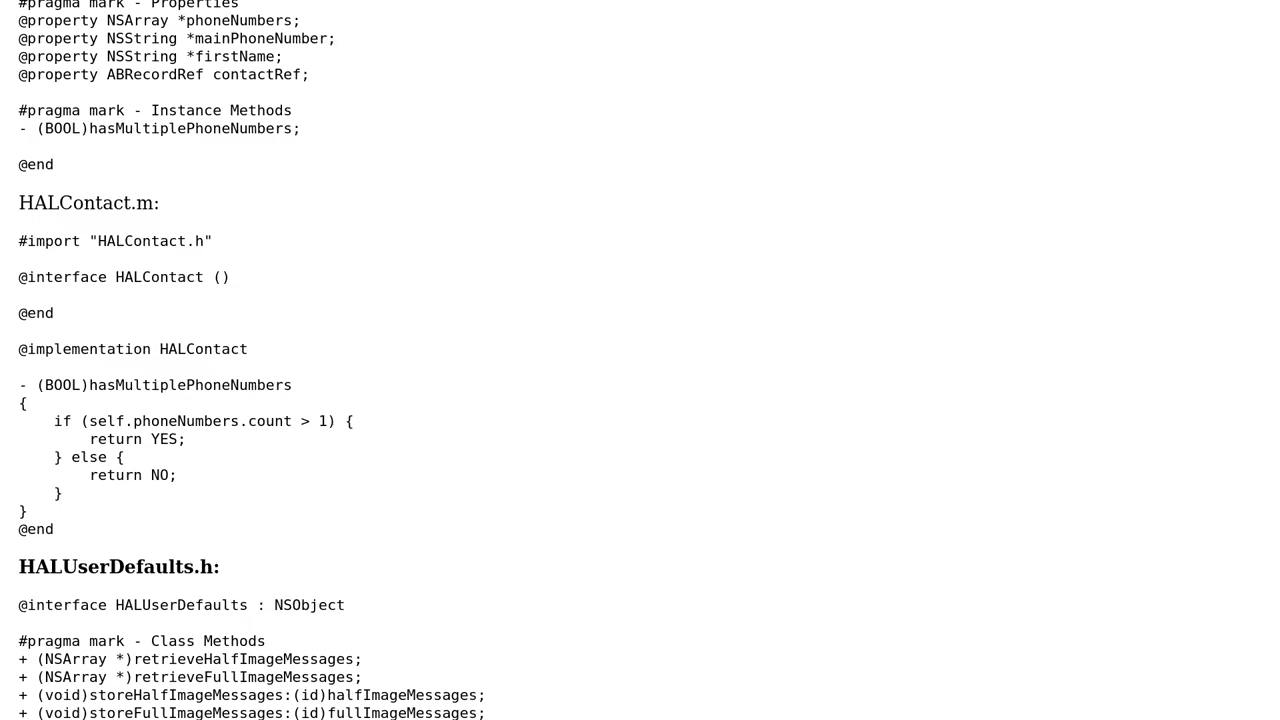 #pragma mark - Properties
@property NSArray *phoneNumbers;
@property NSString *mainPhoneNumber;
@property NSString *firstName;
@property ABRecordRef contactRef;
#pragma mark - Instance Methods
- (BOOL)hasMultiplePhoneNumbers;
@end
HALContact.m:
#import "HALContact.h"
@interface HALContact ()
@end
@implementation HALContact
- (BOOL)hasMultiplePhoneNumbers
{
    if (self.phoneNumbers.count > 1) {
        return YES;
    } else {
        return NO;
    }
}
@end
HALUserDefaults.h:
@interface HALUserDefaults : NSObject
#pragma mark - Class Methods
+ (NSArray *)retrieveHalfImageMessages;
+ (NSArray *)retrieveFullImageMessages;
+ (void)storeHalfImageMessages:(id)halfImageMessages;
+ (void)storeFullImageMessages:(id)fullImageMessages;